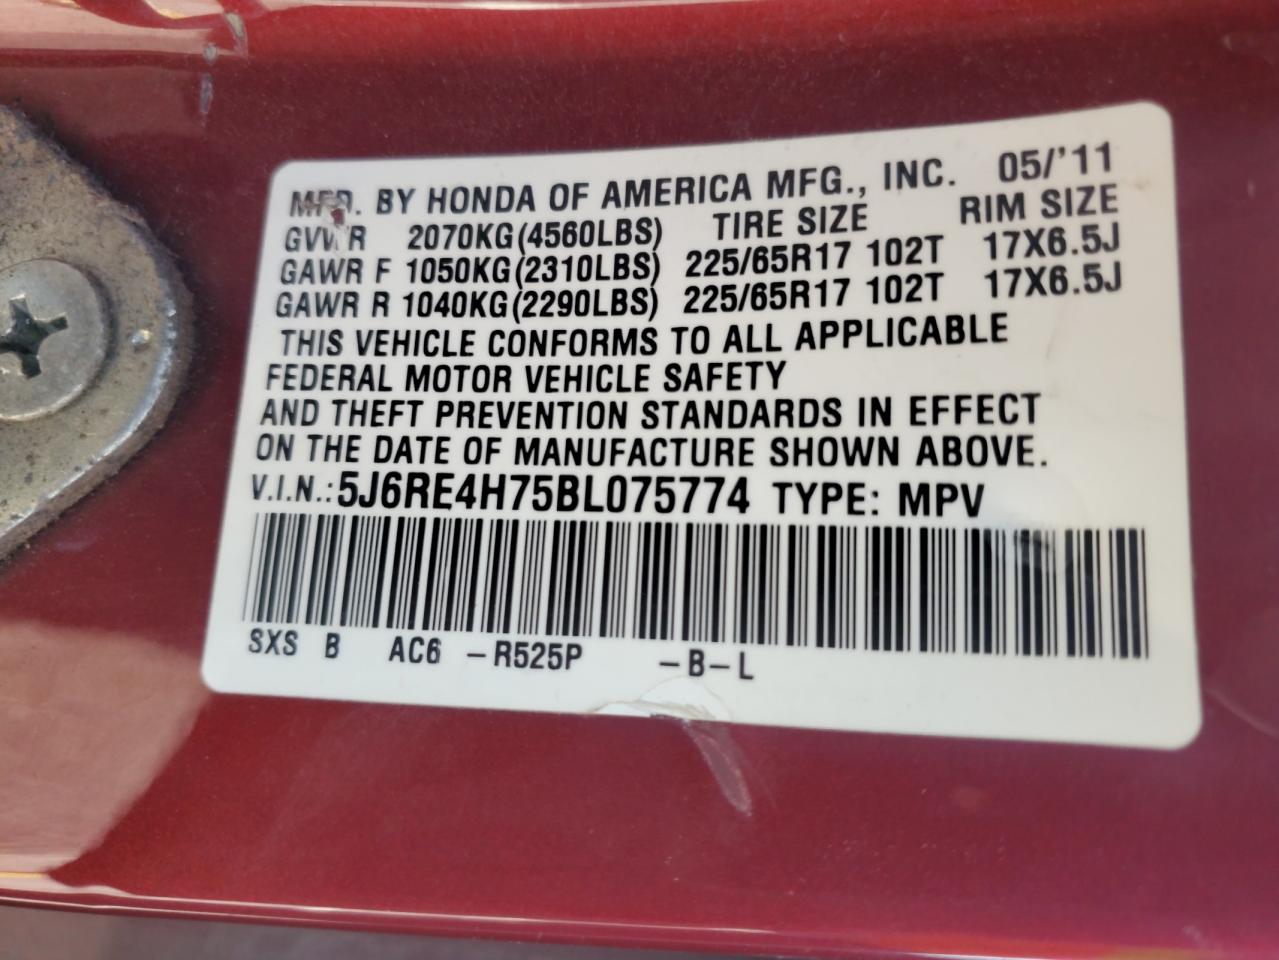 MFD. BY HONDA OF AMERICA MFG., INC. 05/'11
GVWR 2070KG(4560LBS) TIRE SIZE RIM SIZE
GAWR F 1050KG(2310LBS) 225/65R17 102T 17X6.5J
GAWR R 1040KG(2290LBS) 225/65R17 102T 17X6.5J
THIS VEHICLE CONFORMS TO ALL APPLICABLE
FEDERAL MOTOR VEHICLE SAFETY
AND THEFT PREVENTION STANDARDS IN EFFECT
ON THE DATE OF MANUFACTURE SHOWN ABOVE.
V.I.N.: 5J6RE4H75BL075774 TYPE: MPV
SXS B AC6 -R525P -B-L